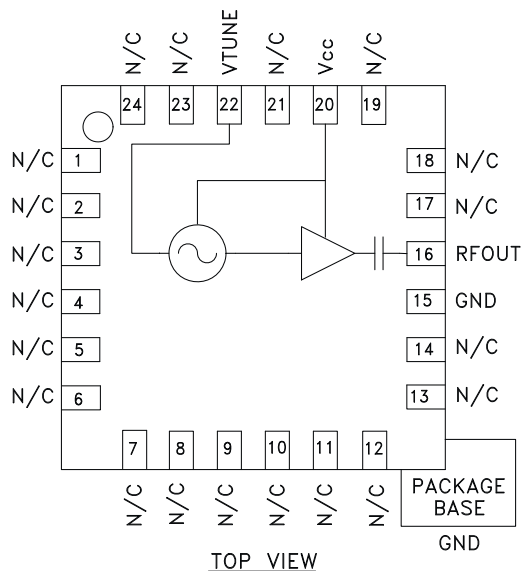 N/C N/C VTUNE N/C Vcc N/C
24 23 22 21 20 19
N/C 1 18 N/C
N/C 2 17 N/C
N/C 3 16 RFOUT
N/C 4 15 GND
N/C 5 14 N/C
N/C 6 13 N/C
7 8 9 10 11 12
N/C N/C N/C N/C N/C N/C
PACKAGE
BASE
GND
TOP VIEW